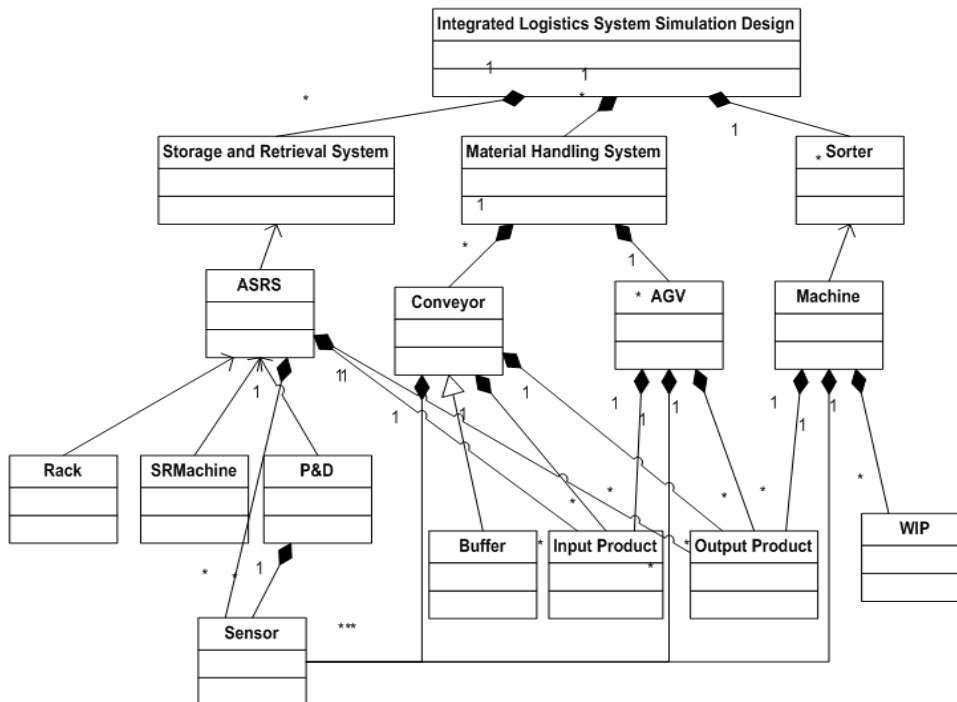 Integrated Logistics System Simulation Design
1
1
*
*
1
Storage and Retrieval System
Material Handling System
Sorter
*
1
*
1
ASRS
Conveyor
* AGV
Machine
1
11
1
1
1
1
1
1
1
1
Rack
SRMachine
P&D
*
*
*
*
*
WIP
Buffer
*
Input Product
*
Output Product
*
1
*
*
Sensor
***